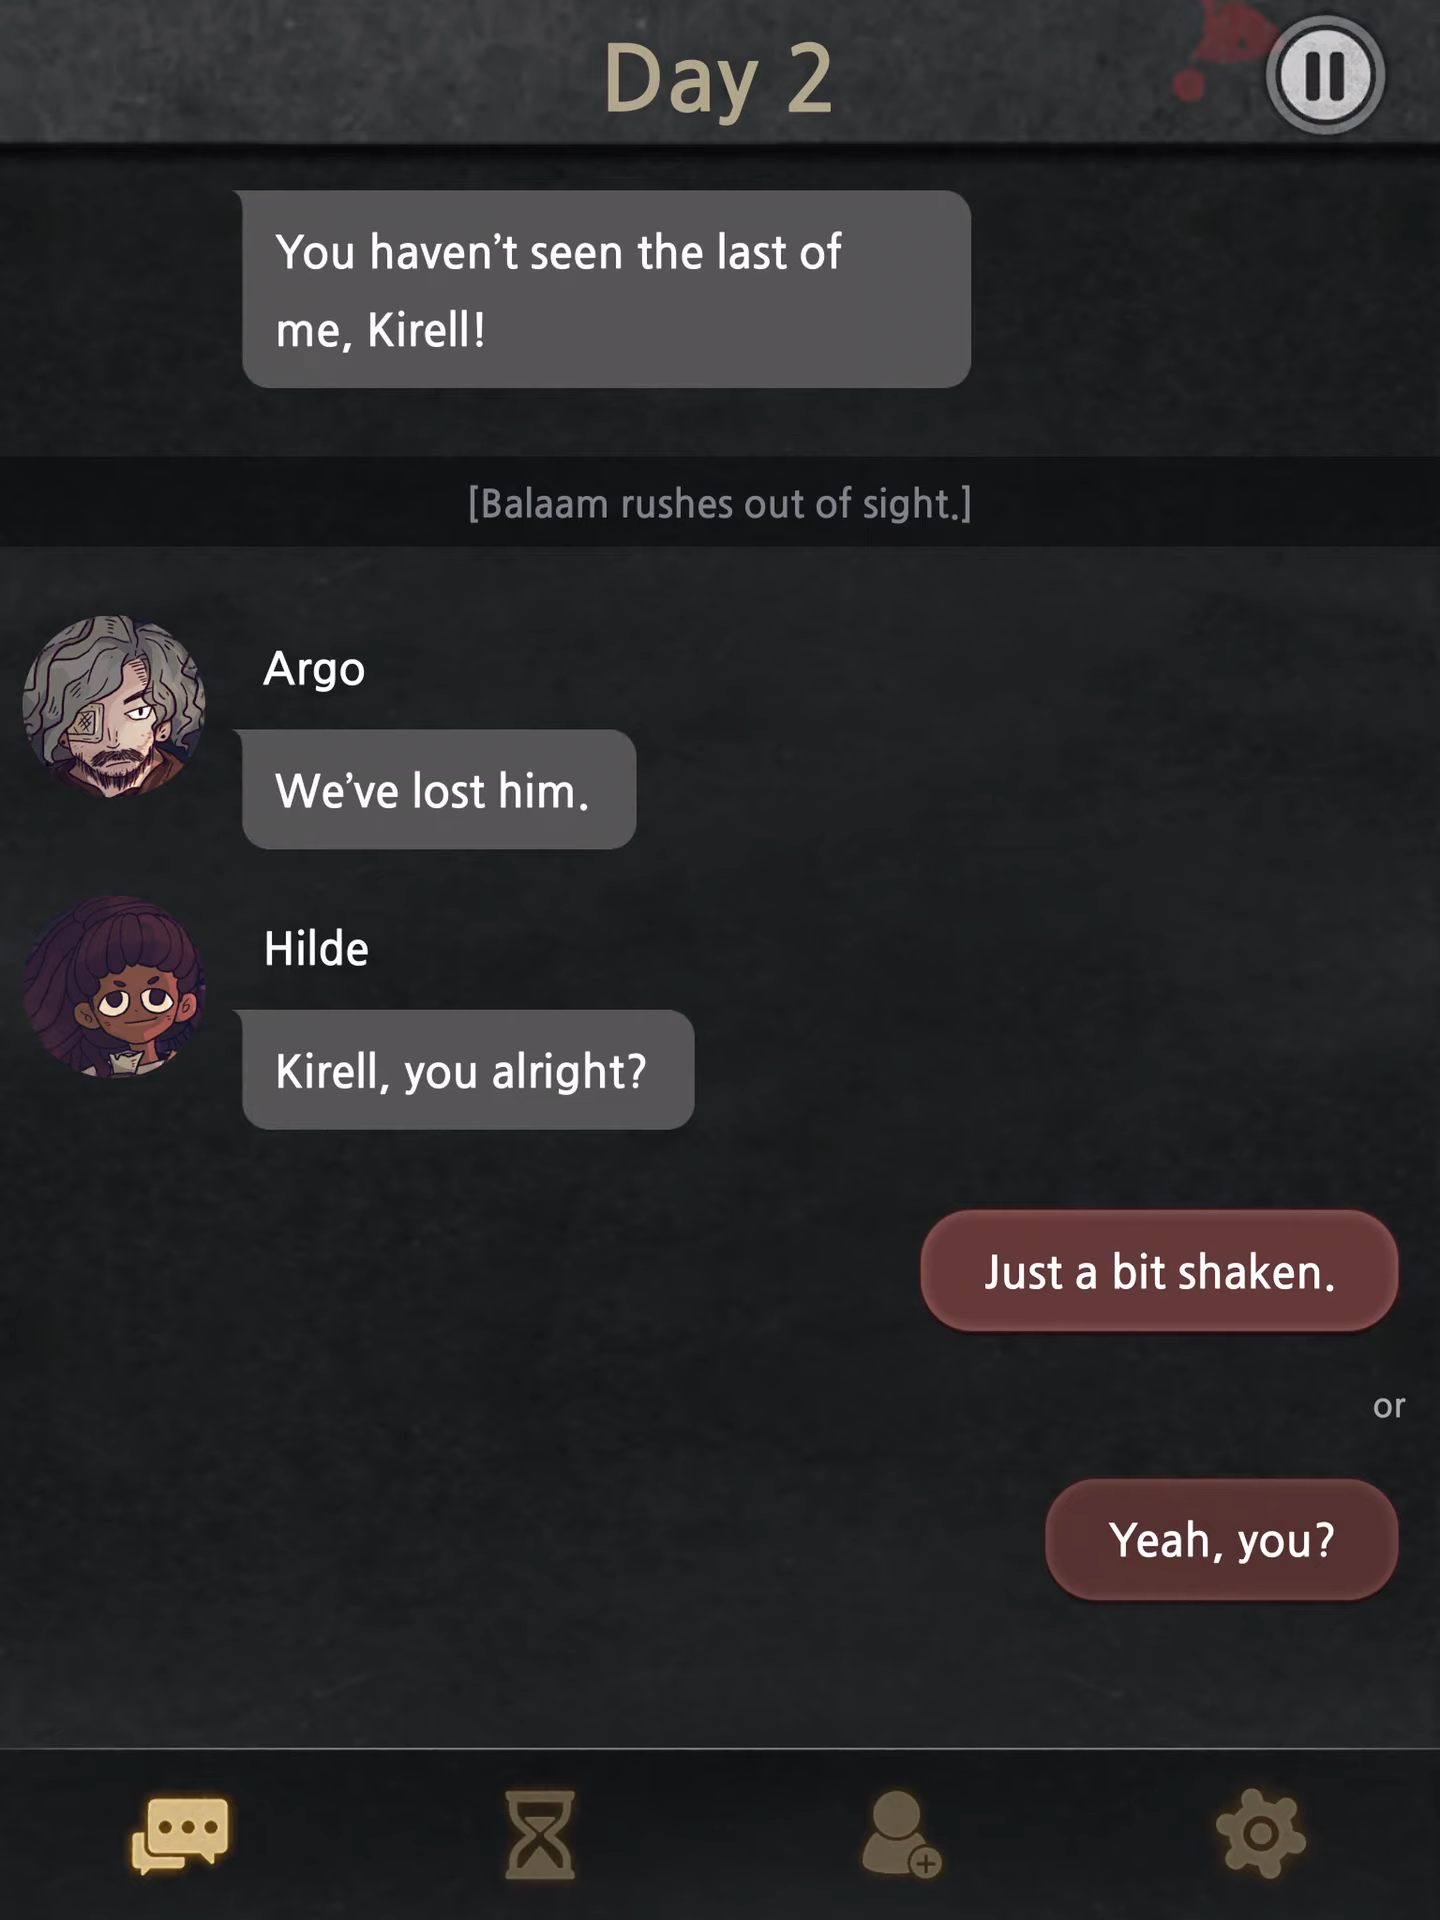 Day 2
You haven’t seen the last of
me, Kirell!
[Balaam rushes out of sight.]
Argo
We’ve lost him.
Hilde
Kirell, you alright?
Just a bit shaken.
or
Yeah, you?